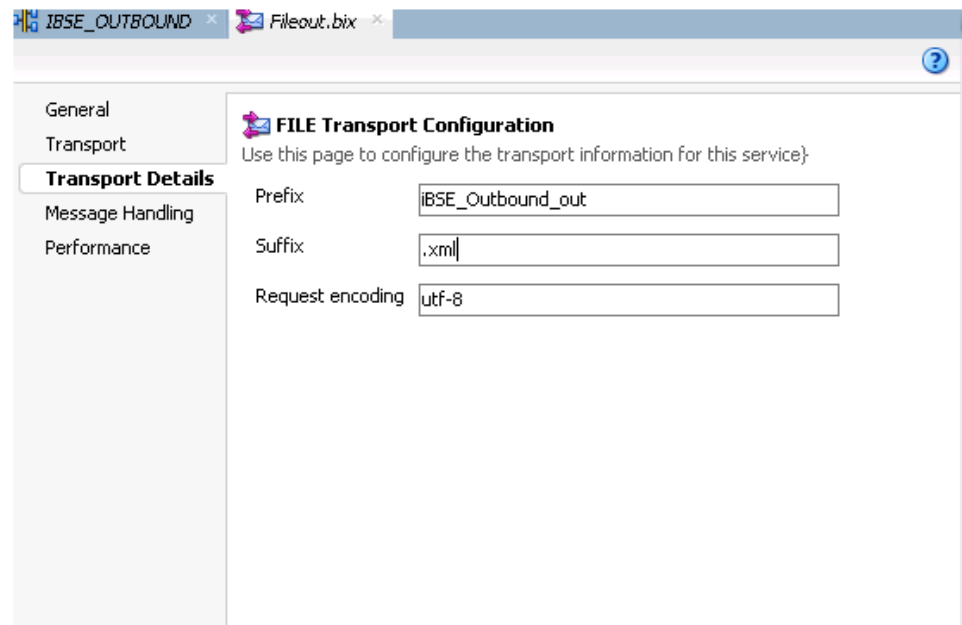 IBSE_OUTBOUND Fileout.bix
?
General
Transport
Transport Details
Message Handling
Performance
FILE Transport Configuration
Use this page to configure the transport information for this service}
Prefix iBSE_Outbound_out
Suffix .xml
Request encoding utf-8